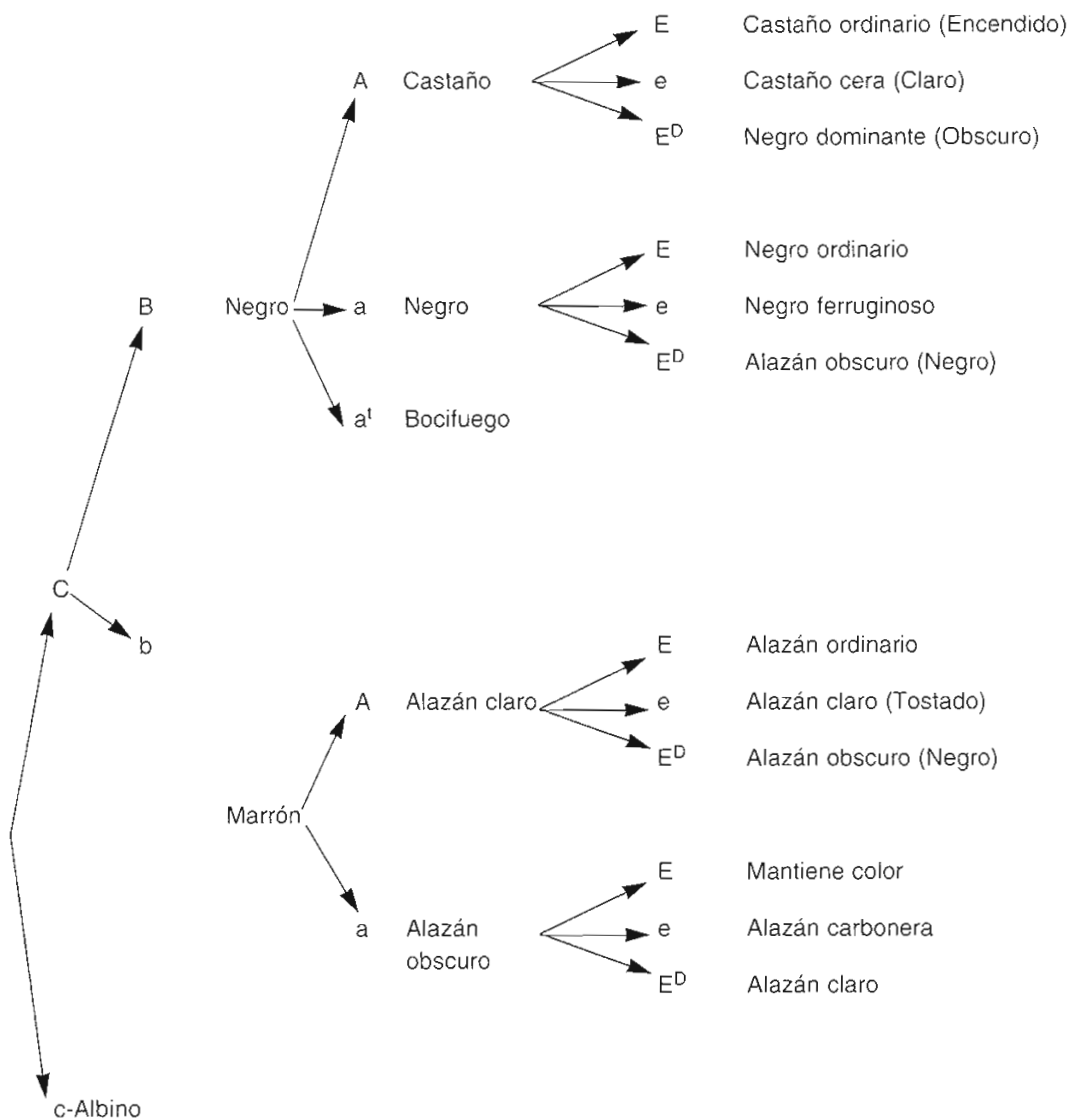 E Castaño ordinario (Encendido)
A Castaño e Castaño cera (Claro)
E^D Negro dominante (Obscuro)
E Negro ordinario
B Negro a Negro e Negro ferruginoso
E^D Alazán obscuro (Negro)
a^t Bocifuego
C
b
E Alazán ordinario
A Alazán claro e Alazán claro (Tostado)
E^D Alazán obscuro (Negro)
Marrón
E Mantiene color
a Alazán e Alazán carbonera
obscuro
E^D Alazán claro
c-Albino